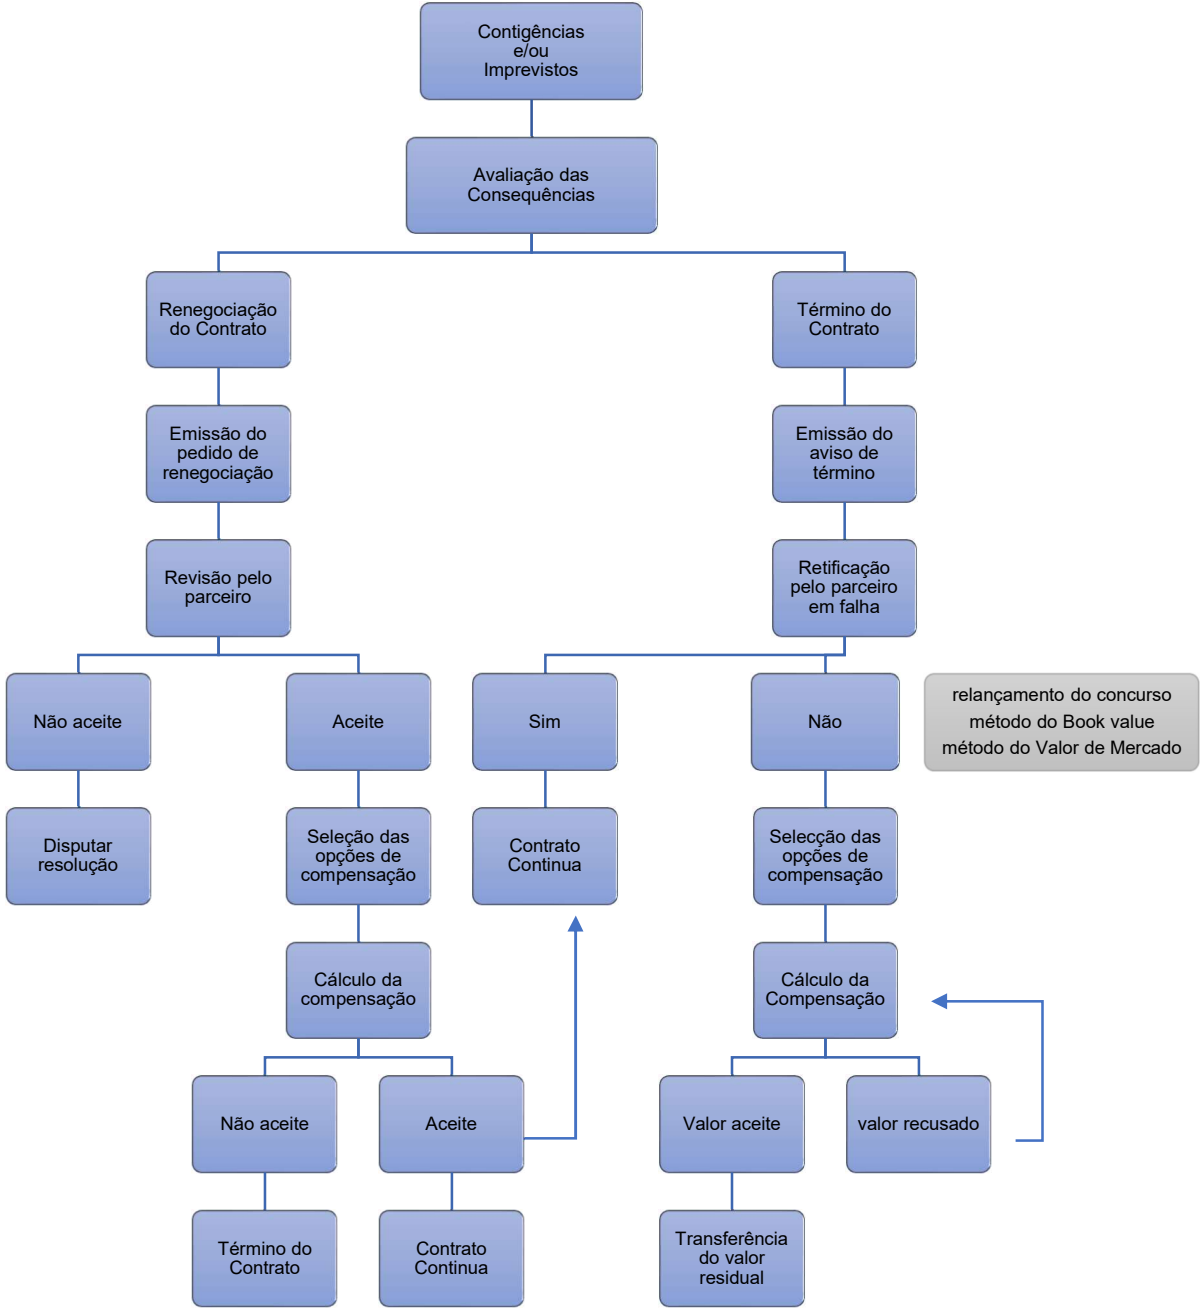 Contigências
e/ou
Imprevistos
Avaliação das
Consequências
Renegociação
do Contrato
Término do
Contrato
Emissão do
pedido de
renegociação
Emissão do
aviso de
término
Revisão pelo
parceiro
Retificação
pelo parceiro
em falha
Não aceite
Aceite
Sim
Não
relançamento do concurso
método do Book value
método do Valor de Mercado
Disputar
resolução
Seleção das
opções de
compensação
Contrato
Continua
Selecção das
opções de
compensação
Cálculo da
compensação
Cálculo da
Compensação
Não aceite
Aceite
Valor aceite
valor recusado
Término do
Contrato
Contrato
Continua
Transferência
do valor
residual